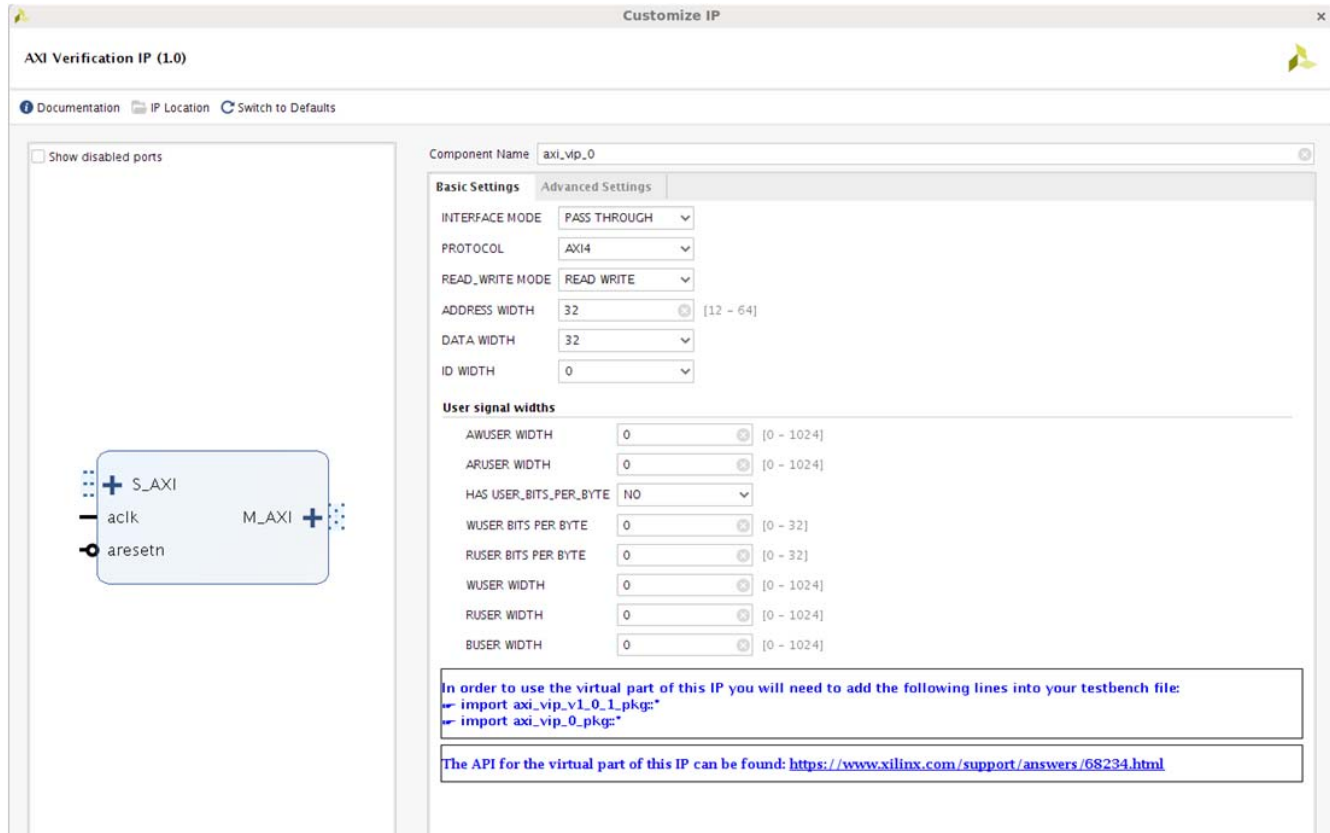 Customize IP
AXI Verification IP (1.0)
Documentation IP Location Switch to Defaults
Show disabled ports
S_AXI
aclk
M_AXI
aresetn
Component Name axi_vip_0
Basic Settings Advanced Settings
INTERFACE MODE PASS THROUGH
PROTOCOL AXI4
READ_WRITE MODE READ WRITE
ADDRESS WIDTH 32 [12 - 64]
DATA WIDTH 32
ID WIDTH 0
User signal widths
AWUSER WIDTH 0 [0 - 1024]
ARUSER WIDTH 0 [0 - 1024]
HAS USER_BITS_PER_BYTE NO
WUSER BITS PER BYTE 0 [0 - 32]
RUSER BITS PER BYTE 0 [0 - 32]
WUSER WIDTH 0 [0 - 1024]
RUSER WIDTH 0 [0 - 1024]
BUSER WIDTH 0 [0 - 1024]
In order to use the virtual part of this IP you will need to add the following lines into your testbench file:
☛ import axi_vip_v1_0_1_pkg::*
☛ import axi_vip_0_pkg::*
The API for the virtual part of this IP can be found: https://www.xilinx.com/support/answers/68234.html